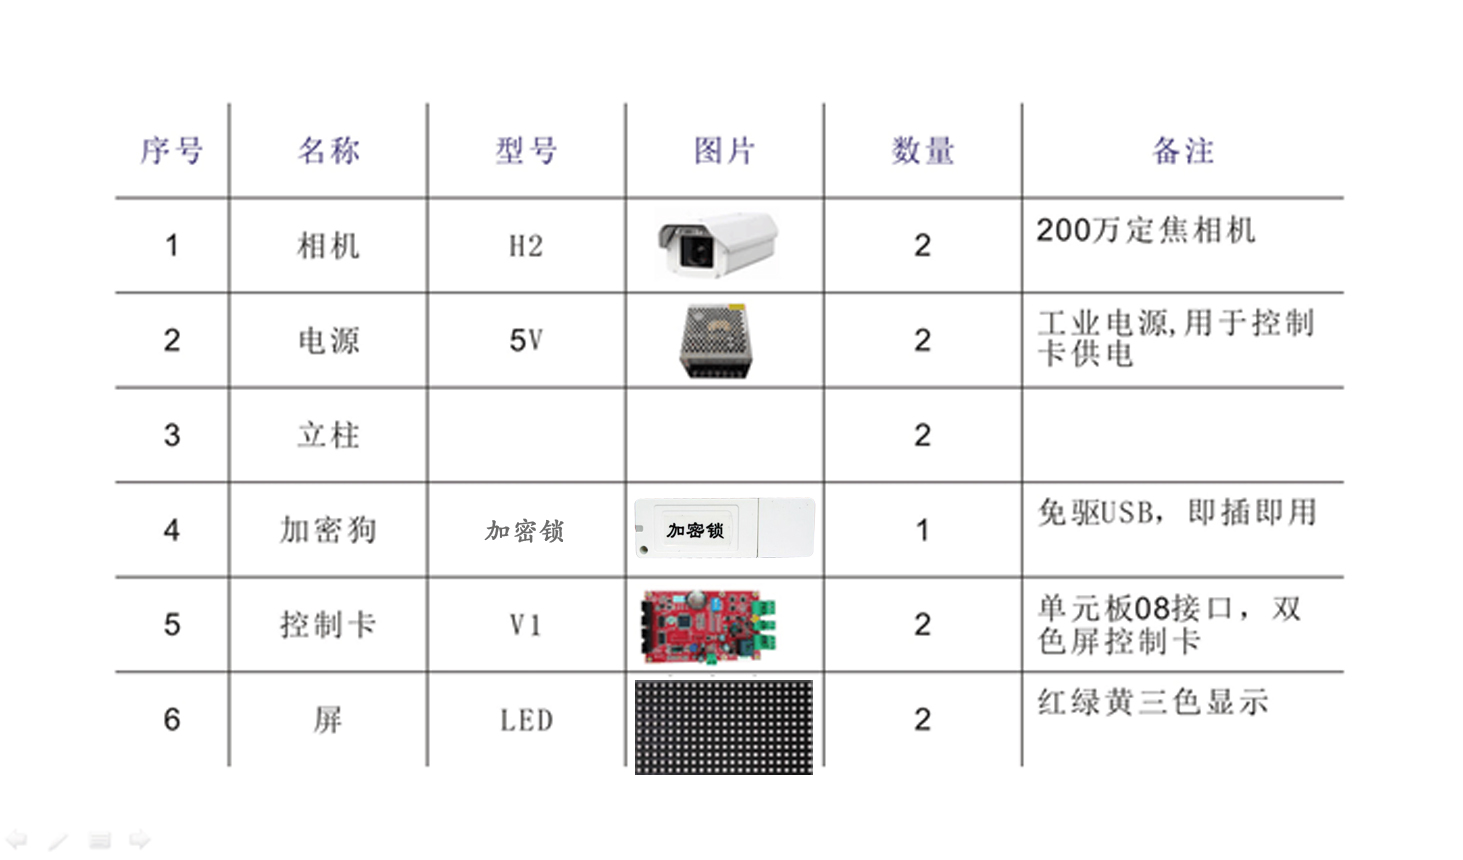 序号 名称 型号 图片 数量 备注
1 相机 H2 2 200万定焦相机
2 电源 5V 2 工业电源,用于控制
卡供电
3 立柱 2
4 加密狗 加密锁 加密锁 1 免驱USB，即插即用
5 控制卡 V1 2 单元板08接口，双
色屏控制卡
6 屏 LED 2 红绿黄三色显示